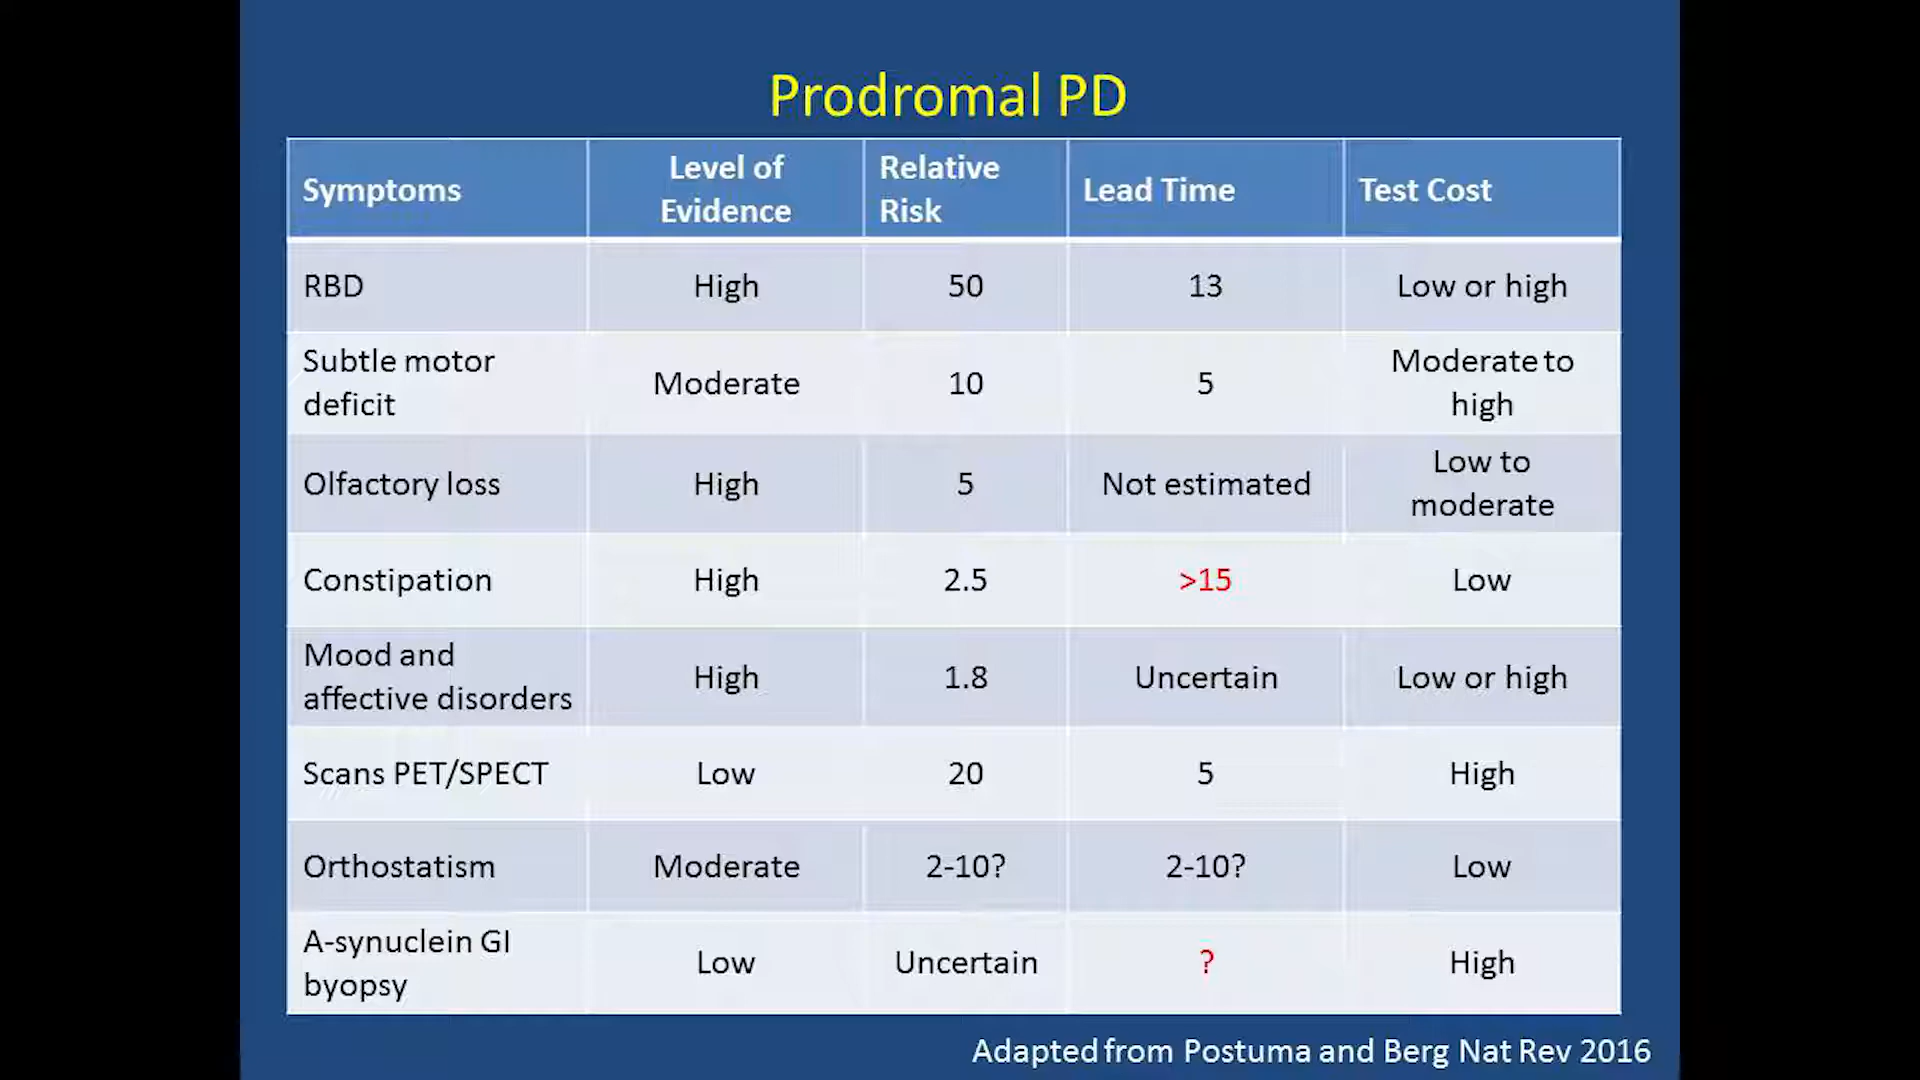 Prodromal PD
Symptoms
Level of
Evidence
Relative
Risk
Lead Time
Test Cost
RBD
High
50
13
Low or high
Subtle motor
deficit
Moderate
10
5
Moderate to
high
Olfactory loss
High
5
Not estimated
Low to
moderate
Constipation
High
2.5
>15
Low
Mood and
affective disorders
High
1.8
Uncertain
Low or high
Scans PET/SPECT
Low
20
5
High
Orthostatism
Moderate
2-10?
2-10?
Low
A-synuclein GI
byopsy
Low
Uncertain
?
High
Adapted from Postuma and Berg Nat Rev 2016